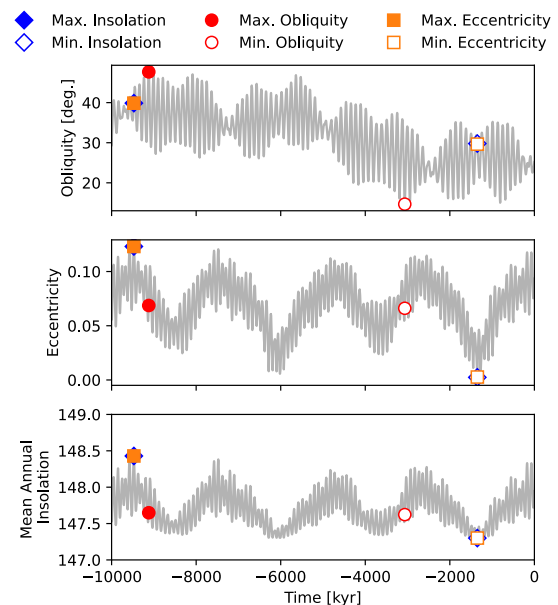 Max. Insolation
Max. Obliquity
Max. Eccentricity
Min. Insolation
Min. Obliquity
Min. Eccentricity
Obliquity [deg.]
40
30
20
Eccentricity
0.10
0.05
0.00
Mean Annual
Insolation
149.0
148.5
148.0
147.5
147.0
−10000
−8000
−6000
−4000
−2000
0
Time [kyr]